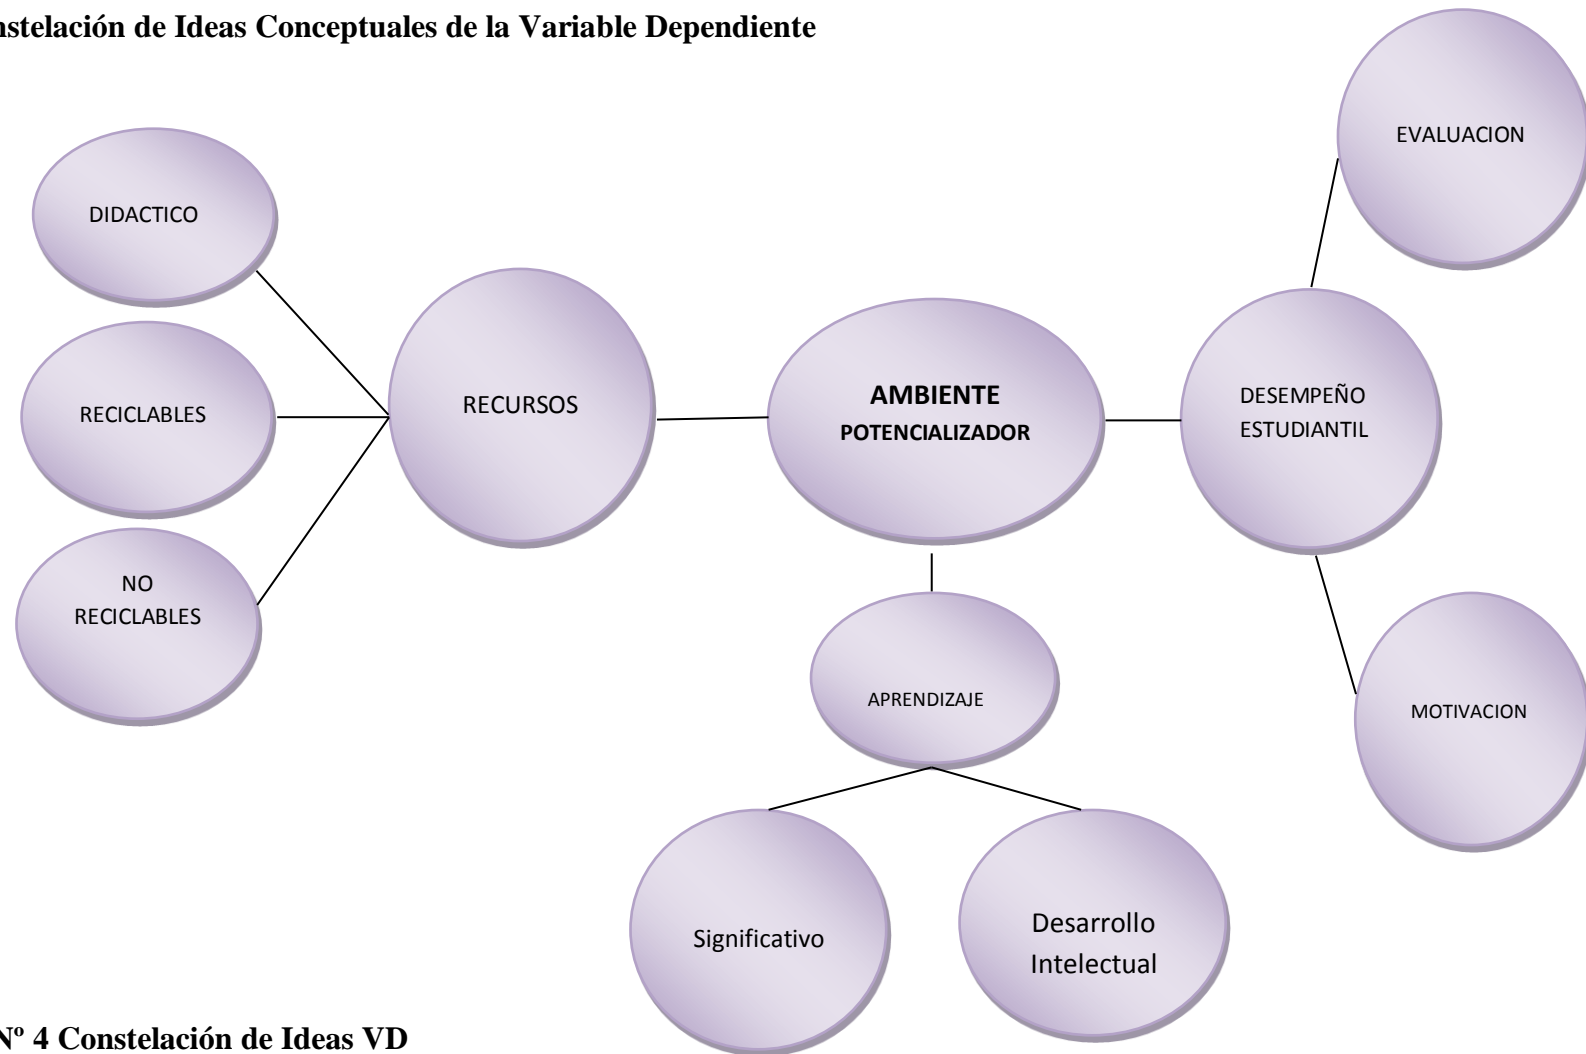 nstelación de Ideas Conceptuales de la Variable Dependiente
EVALUACION
DIDACTICO
RECICLABLES
RECURSOS
AMBIENTE
POTENCIALIZADOR
DESEMPEÑO
ESTUDIANTIL
NO
RECICLABLES
APRENDIZAJE
MOTIVACION
Significativo
Desarrollo
Intelectual
Nº 4 Constelación de Ideas VD